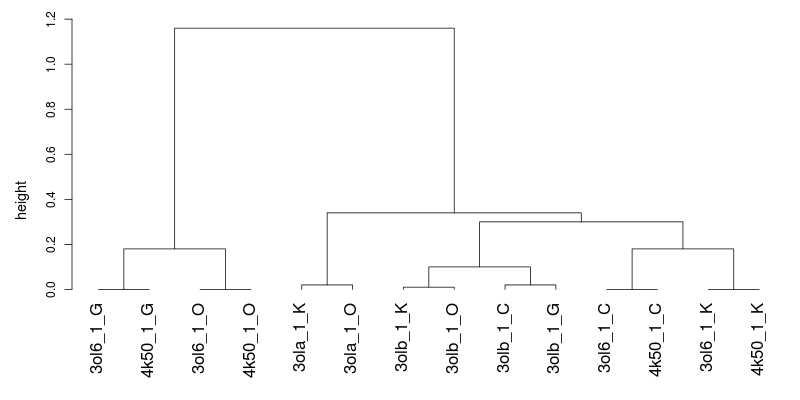 1.2
1.0
0.8
0.6
0.4
0.2
0.0
height
3ol6_1_G
4k50_1_G
3ol6_1_O
4k50_1_O
3ola_1_K
3ola_1_O
3olb_1_K
3olb_1_O
3olb_1_C
3olb_1_G
3ol6_1_C
4k50_1_C
3ol6_1_K
4k50_1_K